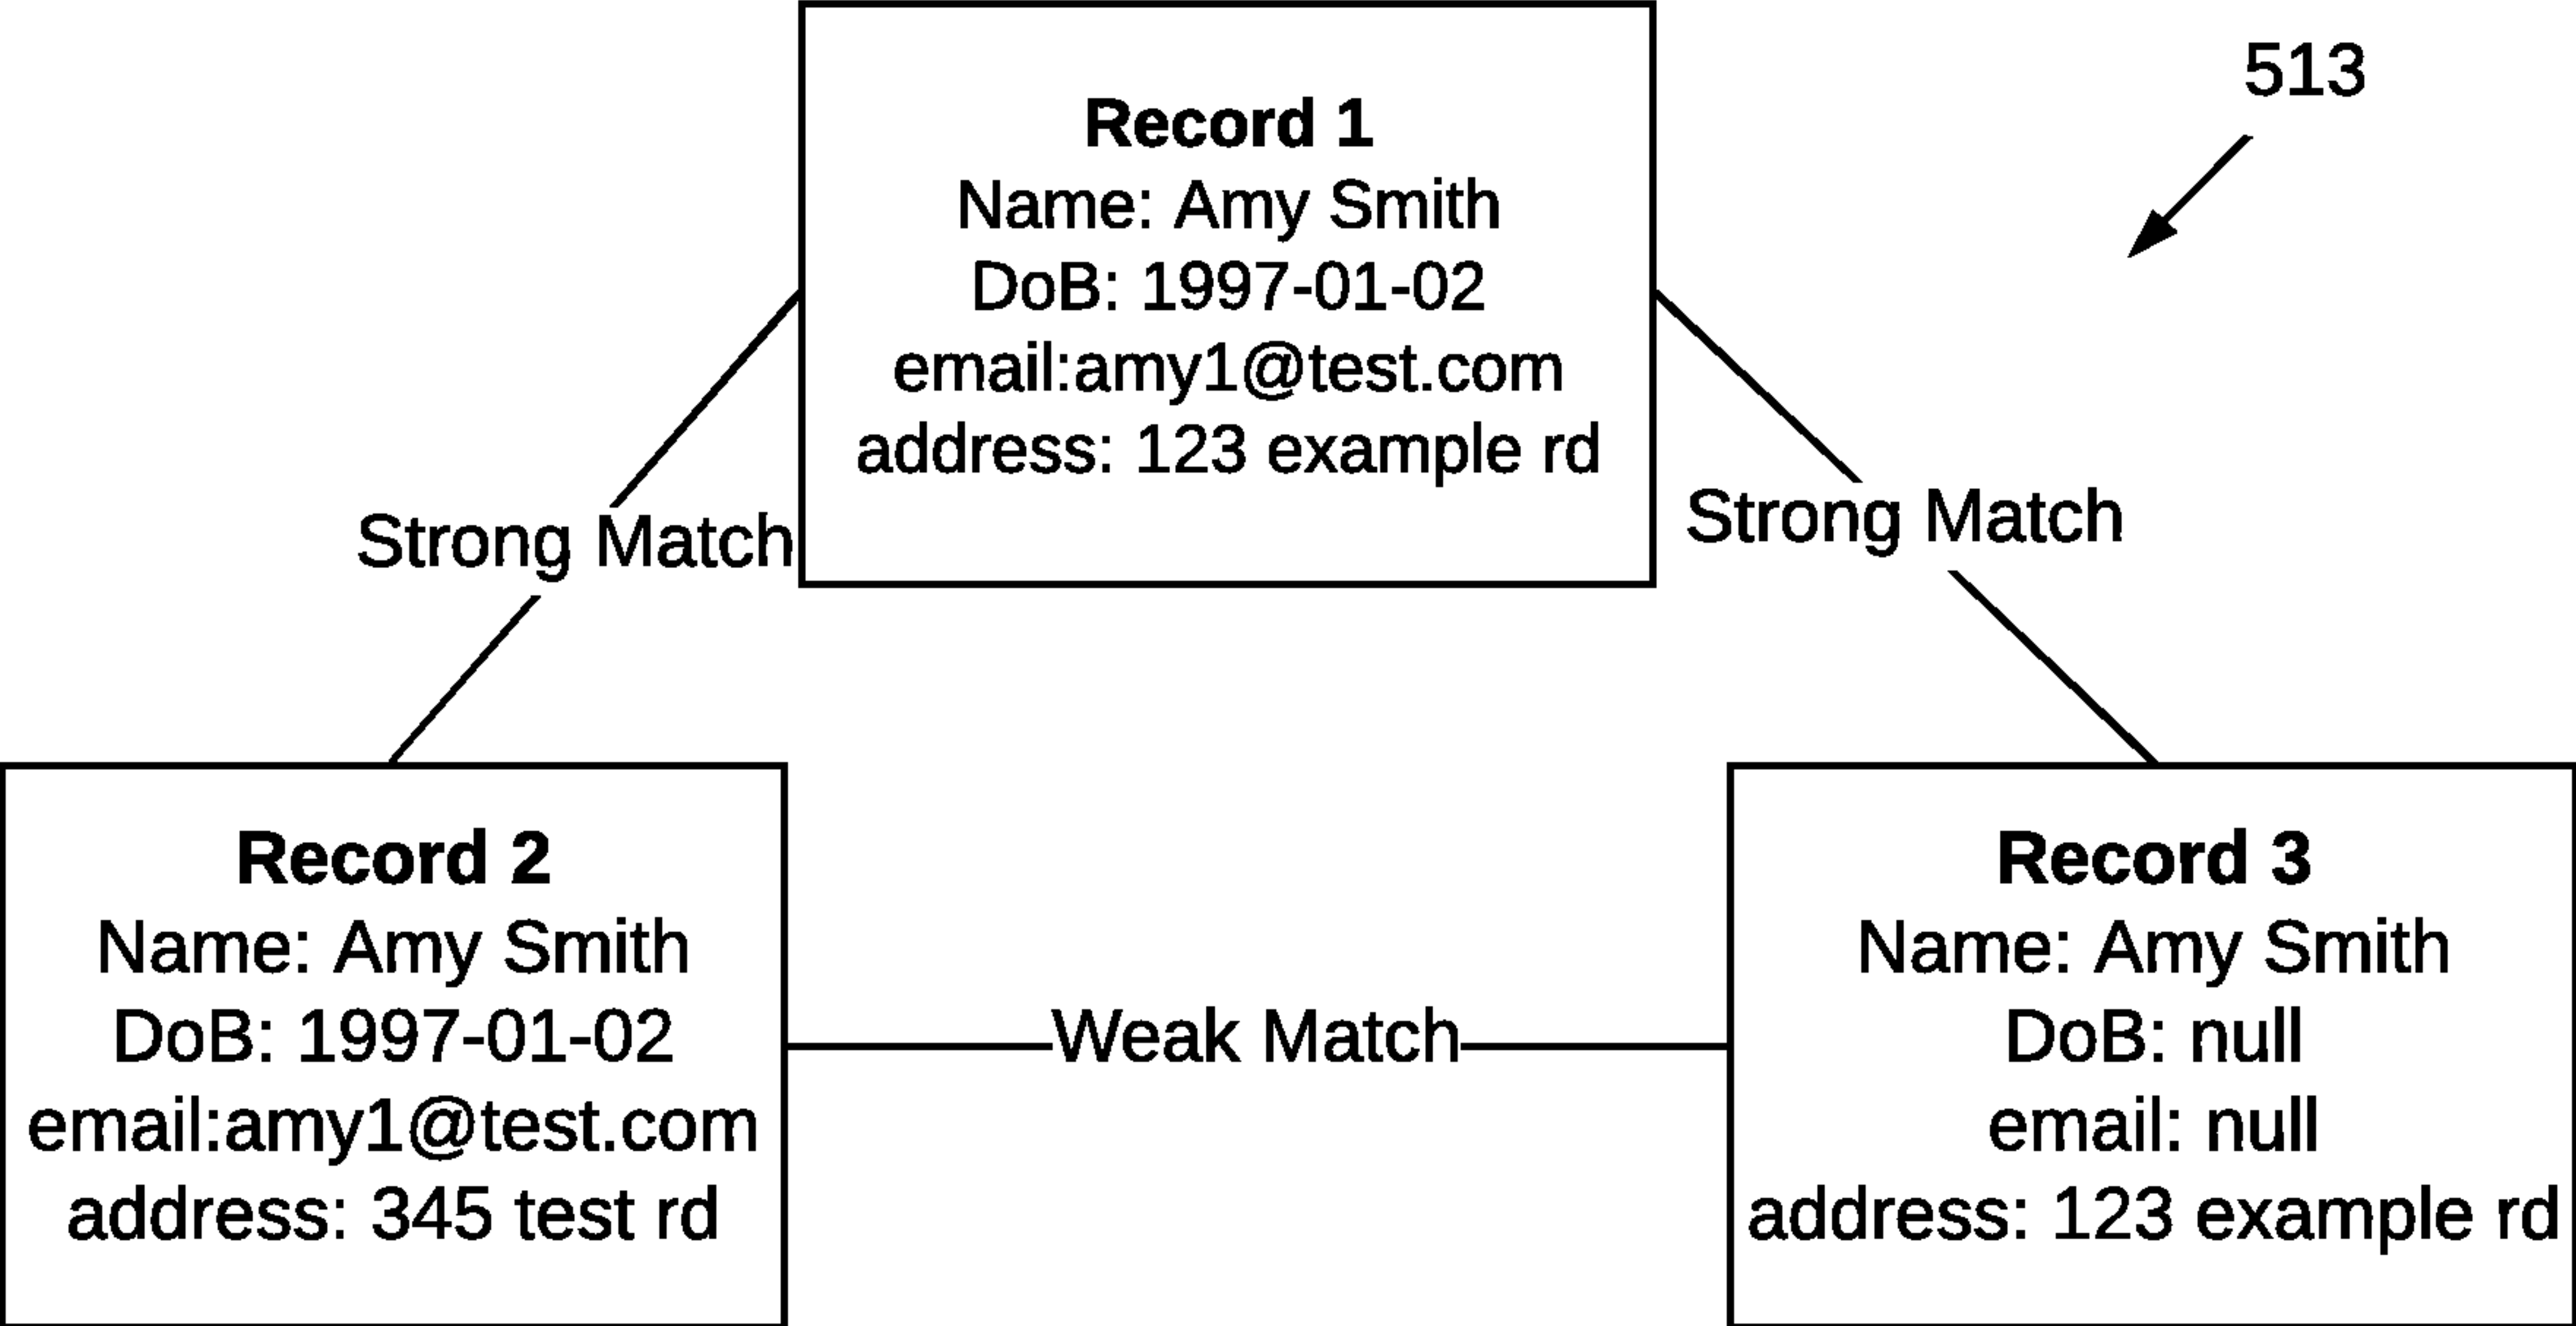 513
Record 1
Name: Amy Smith
DoB: 1997-01-02
email:amy1@test.com
address: 123 example rd
Strong Match
Strong Match
Record 2
Name: Amy Smith
DoB: 1997-01-02
email:amy1@test.com
address: 345 test rd
Weak Match
Record 3
Name: Amy Smith
DoB: null
email: null
address: 123 example rd